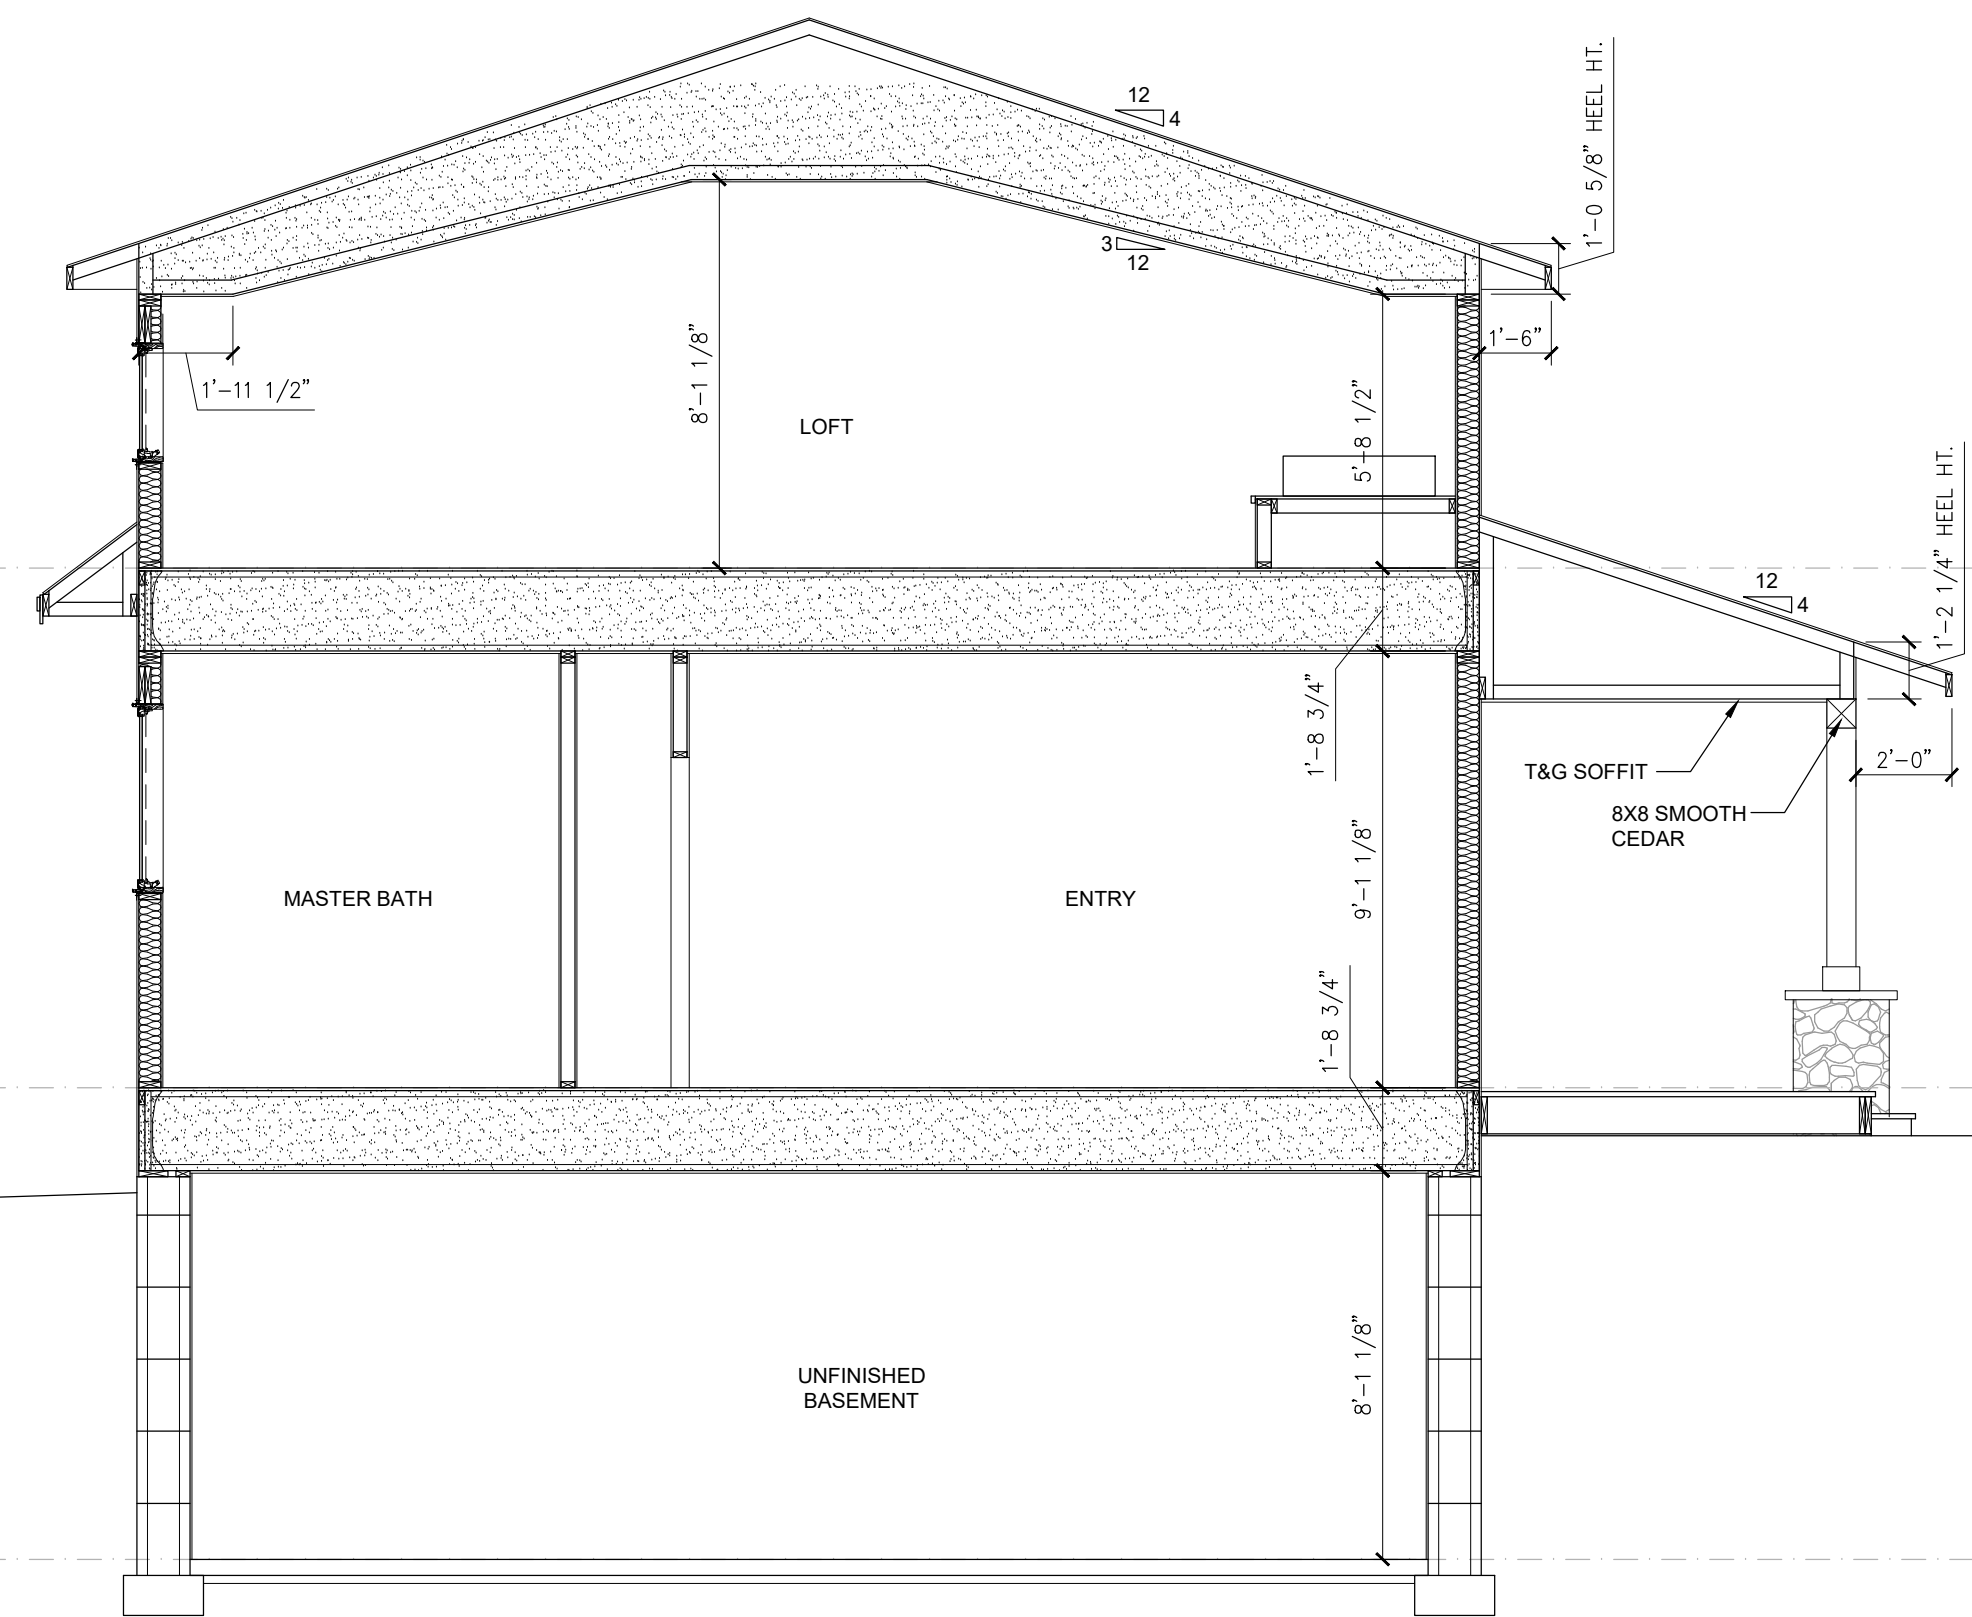 12
4
1'-0 5/8" HEEL HT.
3
12
1'-6"
1'-11 1/2"
8'-1 1/8"
5'-8 1/2"
LOFT
12
4
1'-2 1/4" HEEL HT.
1'-8 3/4"
T&G SOFFIT
2'-0"
8X8 SMOOTH
CEDAR
9'-1 1/8"
MASTER BATH
ENTRY
1'-8 3/4"
8'-1 1/8"
UNFINISHED
BASEMENT